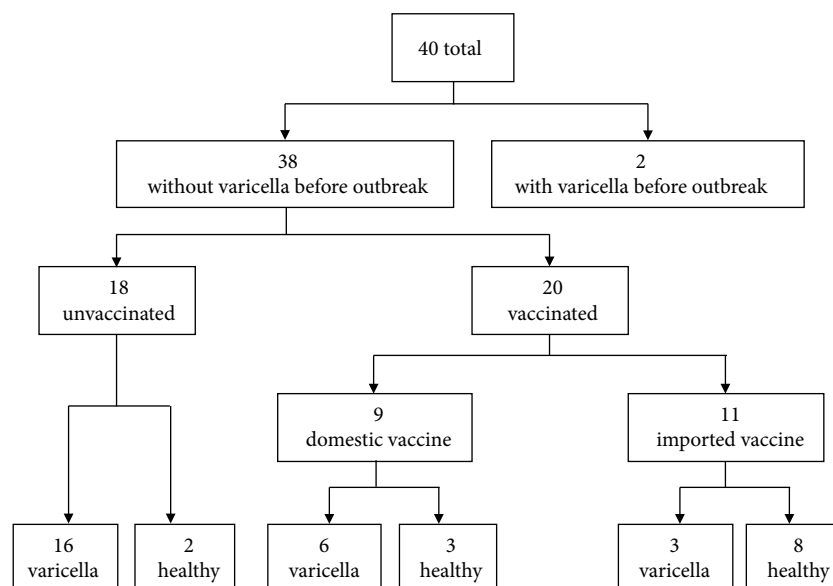 40 total
38
without varicella before outbreak
2
with varicella before outbreak
18
unvaccinated
20
vaccinated
9
domestic vaccine
11
imported vaccine
16
varicella
2
healthy
6
varicella
3
healthy
3
varicella
8
healthy